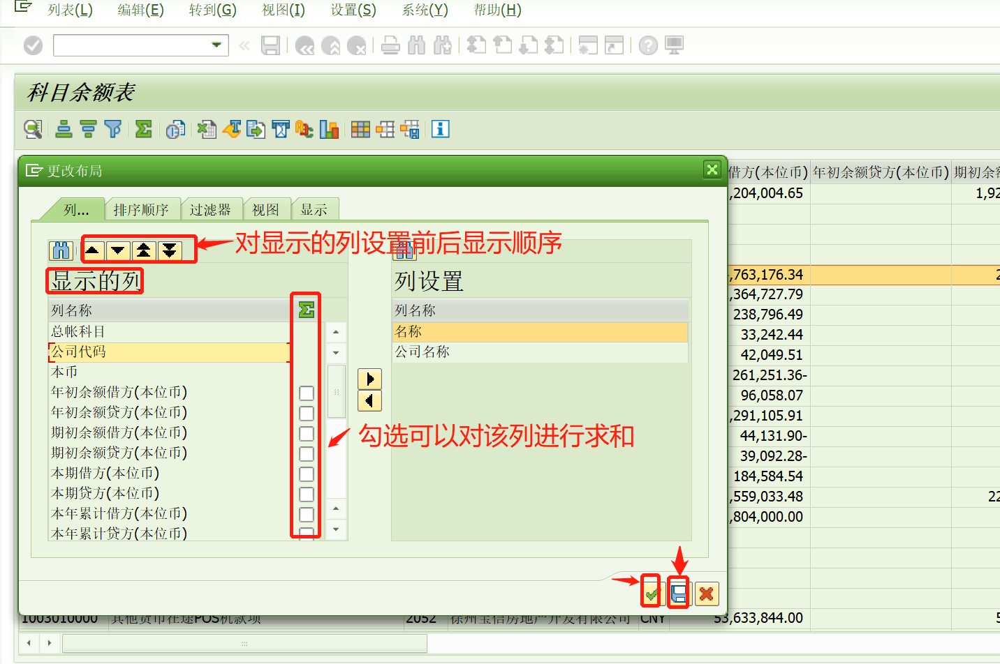 列表(L) 编辑(E) 转到(G) 视图(I) 设置(S) 系统(Y) 帮助(H)
科目余额表
更改布局
借方(本位币) 年初余额贷方(本位币) 期初余额
,204,004.65 1,92
列... 排序顺序 过滤器 视图 显示
对显示的列设置前后显示顺序
显示的列
列设置
,763,176.34 2
,364,727.79
列名称
列名称
238,796.49
总帐科目
名称
33,242.44
公司代码
公司名称
42,049.51
本币
261,251.36-
年初余额借方(本位币)
96,058.07
年初余额贷方(本位币)
,291,105.91
期初余额借方(本位币)
勾选可以对该列进行求和
44,131.90-
期初余额贷方(本位币)
39,092.28-
本期借方(本位币)
184,584.54
本期贷方(本位币)
,559,033.48 22
本年累计借方(本位币)
,804,000.00
本年累计贷方(本位币)
1003010000 其他货币在途POS机款项 2052 徐州宝信房地产开发有限公司 CNY 53,633,844.00 5